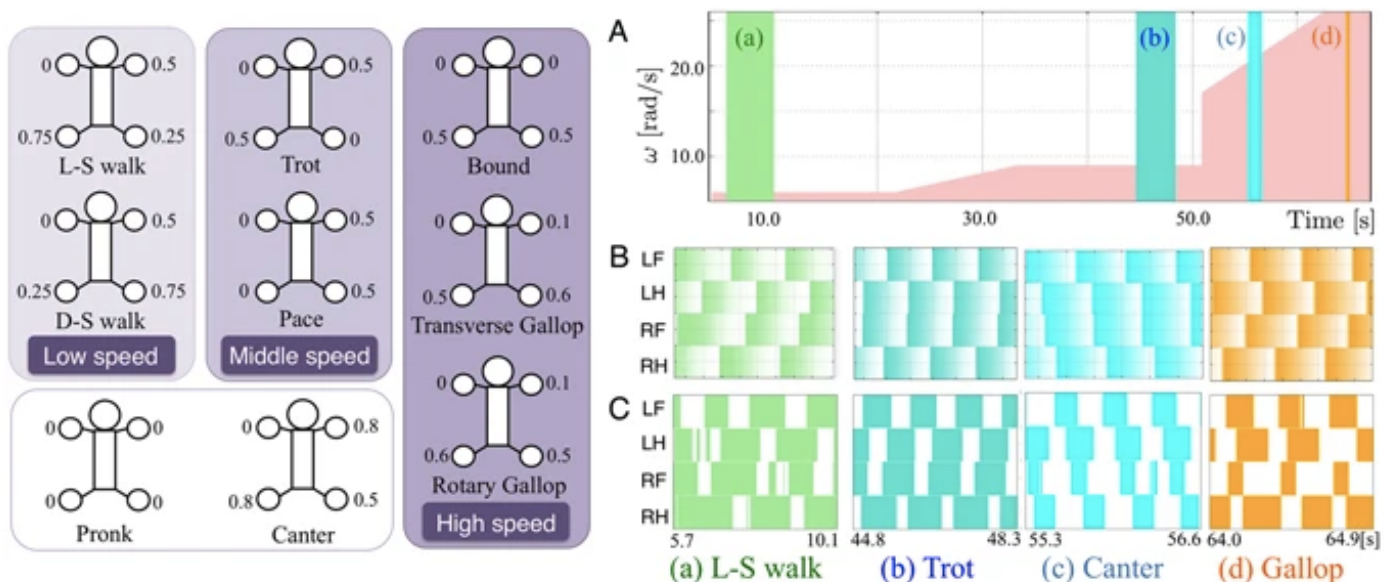 0 0.5
0.75 0.25
L-S walk
0 0.5
0.25 0.75
D-S walk
Low speed
0 0.5
0.5 0
Trot
0 0.5
0 0.5
Pace
Middle speed
0 0
0.5 0.5
Bound
0 0.1
0.5 0.6
Transverse Gallop
0 0.1
0.6 0.5
Rotary Gallop
High speed
0 0
0 0
Pronk
0 0.8
0.8 0.5
Canter
A
(a) (b) (c) (d)
ω [rad/s]
20.0
10.0
10.0 30.0 50.0 Time [s]
B
LF
LH
RF
RH
C
LF
LH
RF
RH
5.7 10.1 44.8 48.3 55.3 56.6 64.0 64.9[s]
(a) L-S walk (b) Trot (c) Canter (d) Gallop